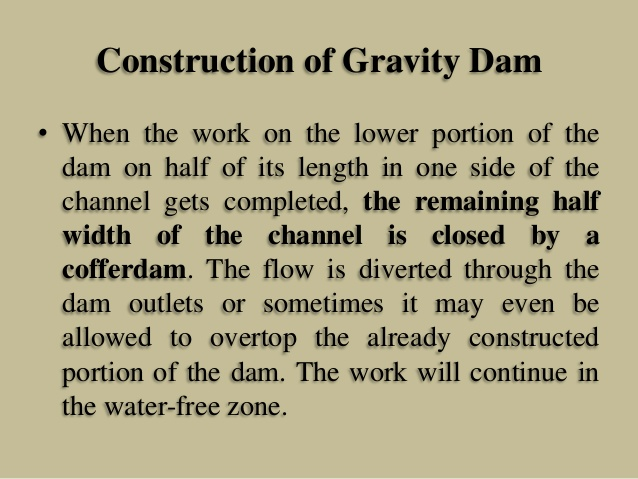 Construction of Gravity Dam
• When the work on the lower portion of the
dam on half of its length in one side of the
channel gets completed, the remaining half
width of the channel is closed by a
cofferdam. The flow is diverted through the
dam outlets or sometimes it may even be
allowed to overtop the already constructed
portion of the dam. The work will continue in
the water-free zone.